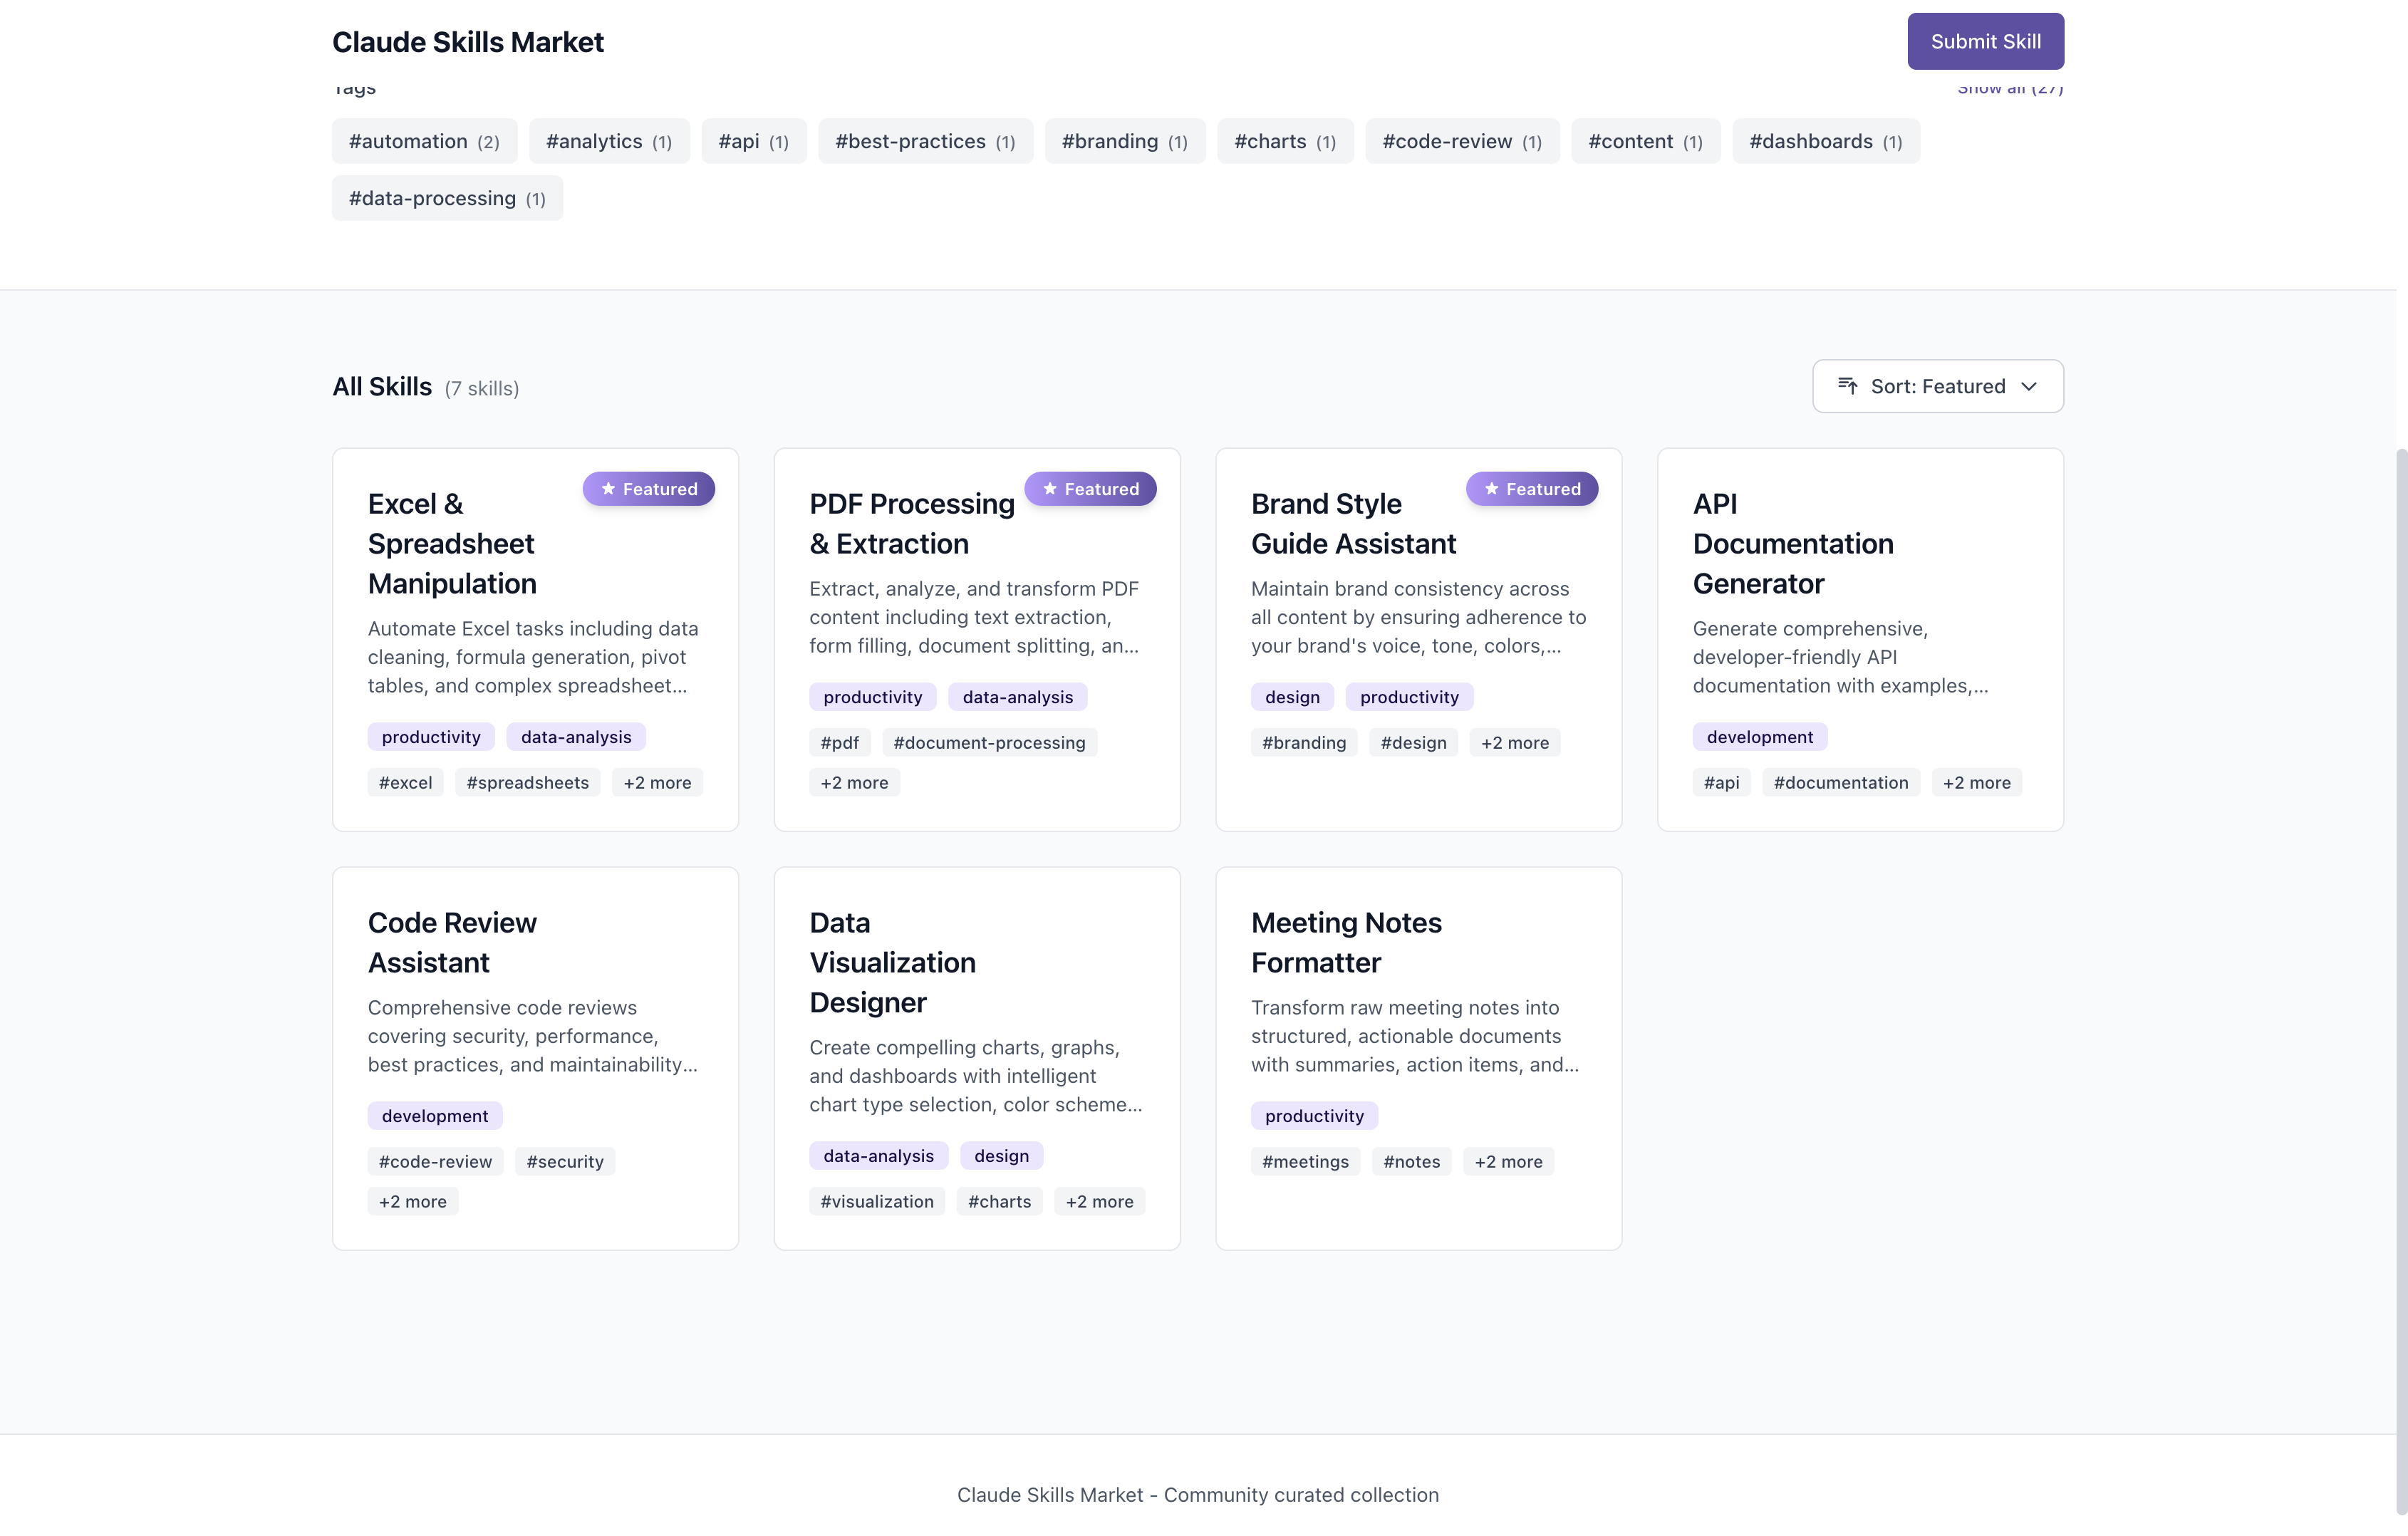 Claude Skills Market
Submit Skill
Tags
Show all (27)
#automation (2)
#analytics (1)
#api (1)
#best-practices (1)
#branding (1)
#charts (1)
#code-review (1)
#content (1)
#dashboards (1)
#data-processing (1)
All Skills (7 skills)
Sort: Featured
Featured
Excel &
Spreadsheet
Manipulation
Automate Excel tasks including data
cleaning, formula generation, pivot
tables, and complex spreadsheet...
productivity
data-analysis
#excel
#spreadsheets
+2 more
Featured
PDF Processing
& Extraction
Extract, analyze, and transform PDF
content including text extraction,
form filling, document splitting, an...
productivity
data-analysis
#pdf
#document-processing
+2 more
Featured
Brand Style
Guide Assistant
Maintain brand consistency across
all content by ensuring adherence to
your brand's voice, tone, colors,...
design
productivity
#branding
#design
+2 more
API
Documentation
Generator
Generate comprehensive,
developer-friendly API
documentation with examples,...
development
#api
#documentation
+2 more
Code Review
Assistant
Comprehensive code reviews
covering security, performance,
best practices, and maintainability...
development
#code-review
#security
+2 more
Data
Visualization
Designer
Create compelling charts, graphs,
and dashboards with intelligent
chart type selection, color scheme...
data-analysis
design
#visualization
#charts
+2 more
Meeting Notes
Formatter
Transform raw meeting notes into
structured, actionable documents
with summaries, action items, and...
productivity
#meetings
#notes
+2 more
Claude Skills Market - Community curated collection